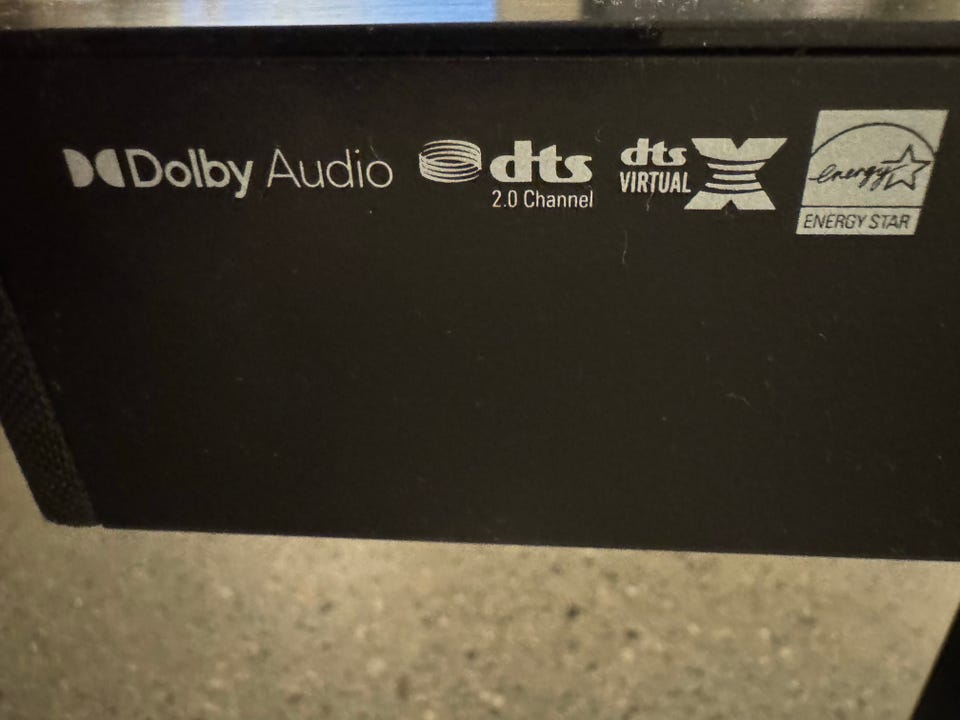 Dolby Audio
dts
2.0 Channel
dts
VIRTUAL X
energy
ENERGY STAR